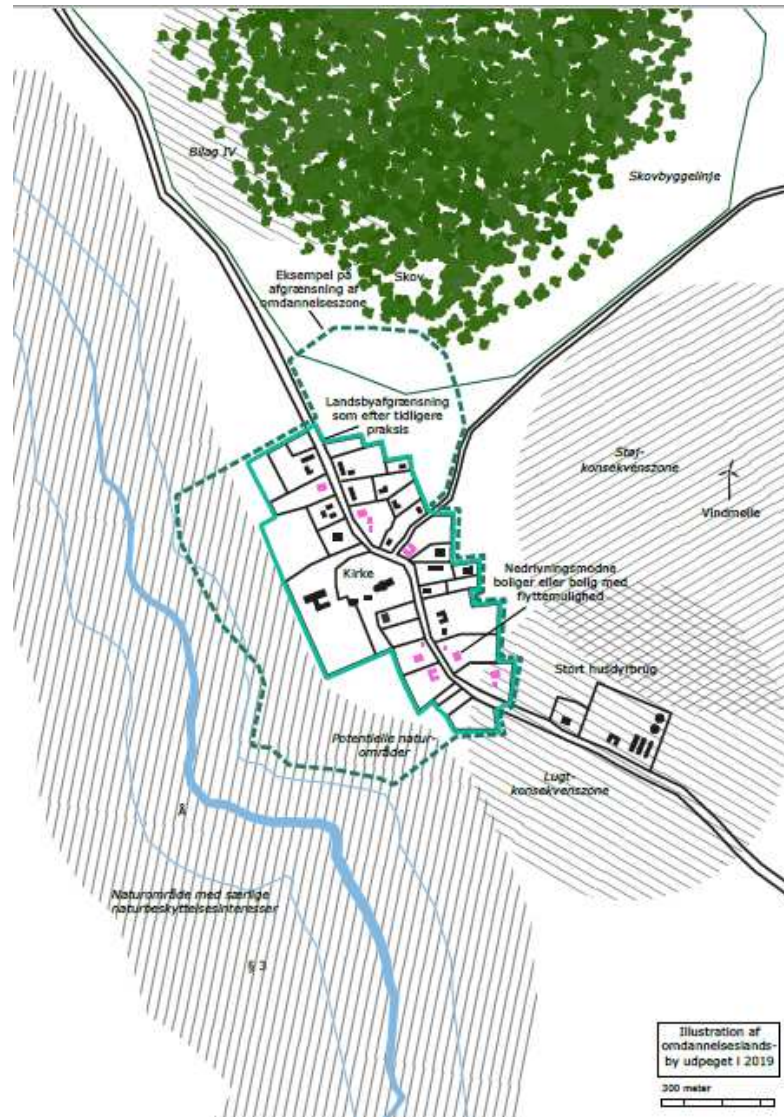 Bilag IV
Skovbyggelinje
Skov
Eksempel på
afgrænsning af
omdannelseszone
Landsbyafgrænsning
som efter tidligere
praksis
Støj-
konsekvenszone
Vindmølle
Nedrivningsmodne
boliger eller bolig med
flyttemulighed
Kirke
Stort husdyrbrug
Potentielle natur-
områder
Lugt-
konsekvenszone
Å
Naturområde med særlige
naturbeskyttelsesinteresser
§ 3
Illustration af
omdannelseslands-
by udpeget i 2019
300 meter